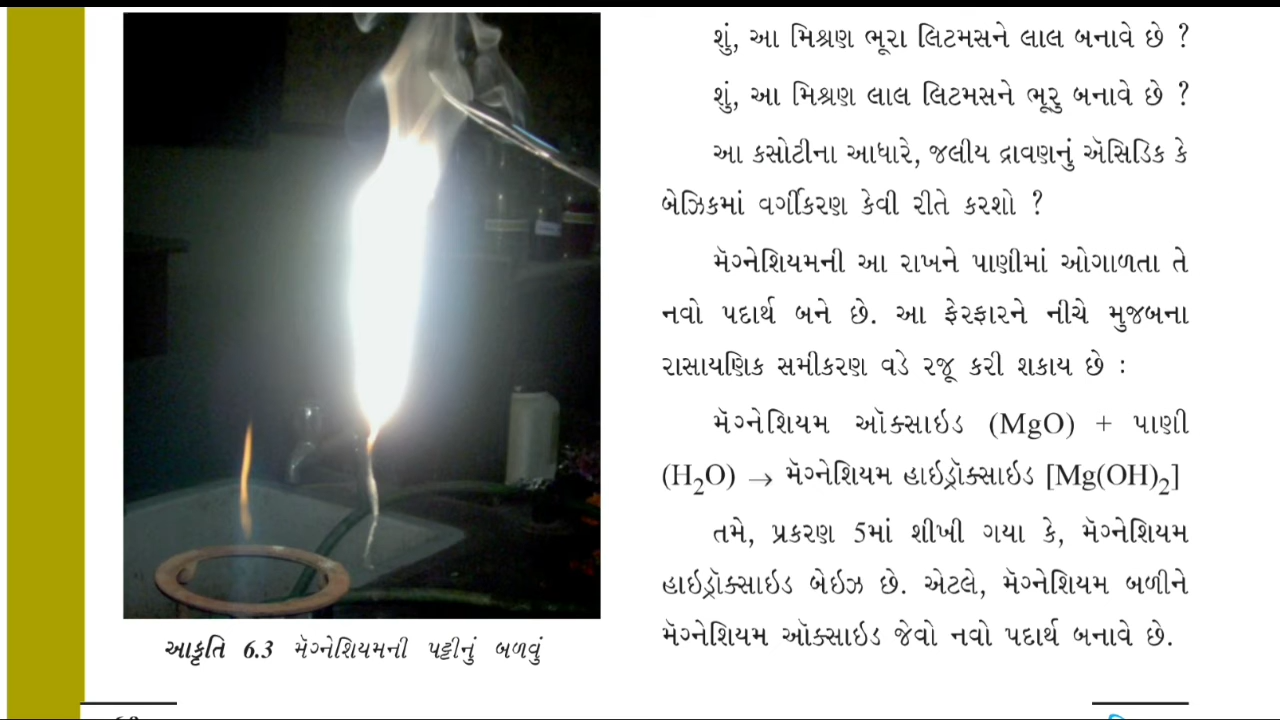 શું, આ મિશ્રણ ભૂરા લિટમસને લાલ બનાવે છે ?
શું, આ મિશ્રણ લાલ લિટમસને ભૂરુ બનાવે છે ?
આ કસોટીના આધારે, જલીય દ્રાવણનું ઍસિડિક કે
બેઝિકમાં વર્ગીકરણ કેવી રીતે કરશો ?
મૅગ્નેશિયમની આ રાખને પાણીમાં ઓગાળતા તે
નવો પદાર્થ બને છે. આ ફેરફારને નીચે મુજબના
રાસાયણિક સમીકરણ વડે રજૂ કરી શકાય છે :
મૅગ્નેશિયમ ઑક્સાઇડ (MgO) + પાણી
(H₂O) → મૅગ્નેશિયમ હાઇડ્રૉક્સાઇડ [Mg(OH)₂]
તમે, પ્રકરણ 5માં શીખી ગયા કે, મૅગ્નેશિયમ
હાઇડ્રૉક્સાઇડ બેઇઝ છે. એટલે, મૅગ્નેશિયમ બળીને
મૅગ્નેશિયમ ઑક્સાઇડ જેવો નવો પદાર્થ બનાવે છે.
આકૃતિ 6.3 મૅગ્નેશિયમની પટ્ટીનું બળવું